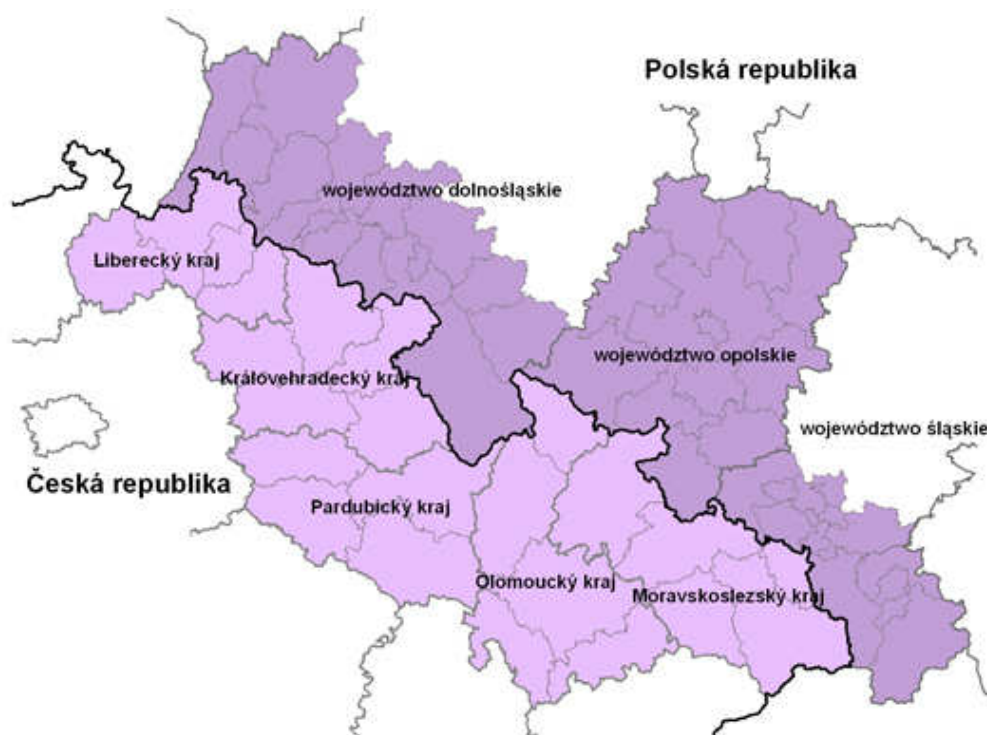 Polská republika
województwo dolnośląskie
Liberecký kraj
województwo opolskie
Královehradecký kraj
województwo śląskie
Česká republika
Pardubický kraj
Olomoucký kraj
Moravskoslezský kraj